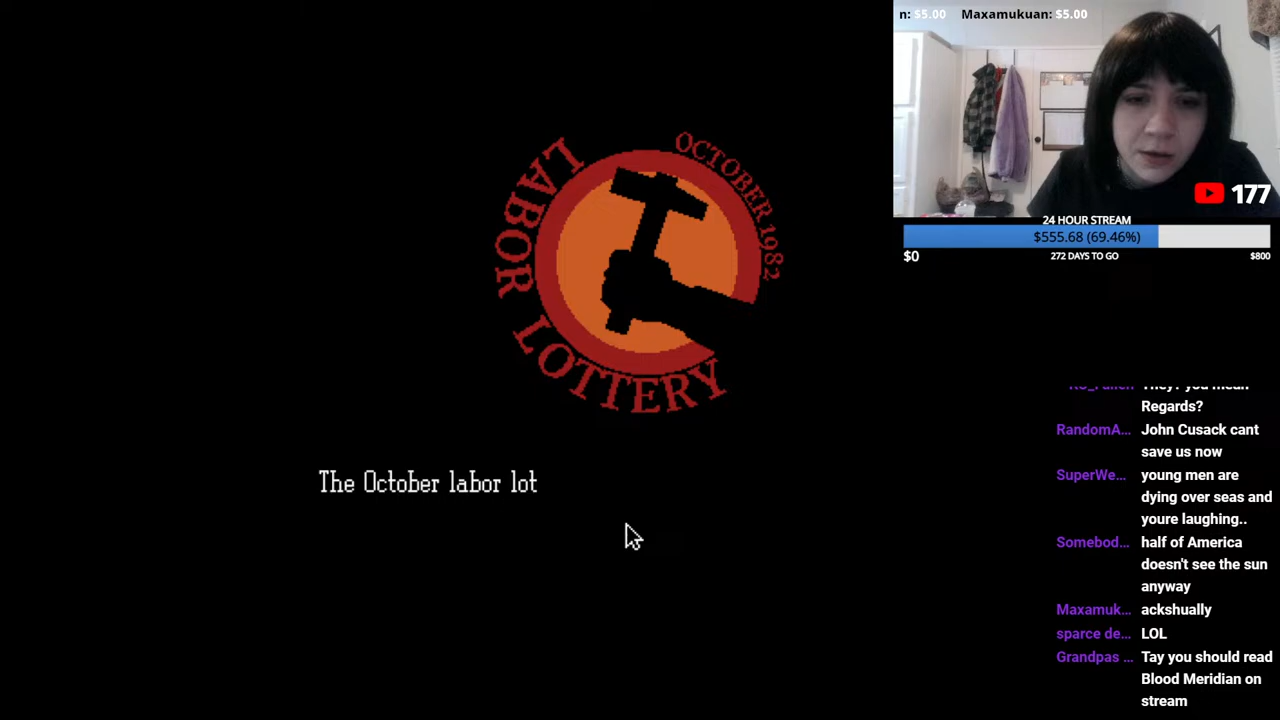 n: $5.00 Maxamukuan: $5.00
LABOR LOTTERY
OCTOBER 1982
177
24 HOUR STREAM
$555.68 (69.46%)
$0
272 DAYS TO GO
$800
The October labor lot
Regards?
RandomA... John Cusack cant
save us now
SuperWe... young men are
dying over seas and
youre laughing..
Somebod... half of America
doesn't see the sun
anyway
Maxamuk... ackshually
sparce de... LOL
Grandpas ... Tay you should read
Blood Meridian on
stream